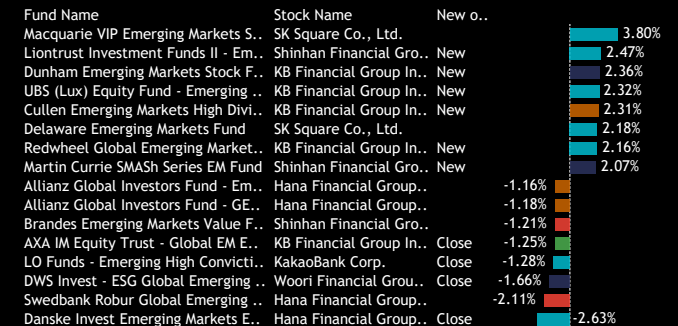 Fund Name Stock Name New o..
Macquarie VIP Emerging Markets S.. SK Square Co., Ltd. 3.80%
Liontrust Investment Funds II - Em.. Shinhan Financial Gro.. New 2.47%
Dunham Emerging Markets Stock F.. KB Financial Group In.. New 2.36%
UBS (Lux) Equity Fund - Emerging .. KB Financial Group In.. New 2.32%
Cullen Emerging Markets High Divi.. KB Financial Group In.. New 2.31%
Delaware Emerging Markets Fund SK Square Co., Ltd. 2.18%
Redwheel Global Emerging Market.. KB Financial Group In.. New 2.16%
Martin Currie SMASh Series EM Fund Shinhan Financial Gro.. New 2.07%
Allianz Global Investors Fund - Em.. Hana Financial Group.. -1.16%
Allianz Global Investors Fund - GE.. Hana Financial Group.. -1.18%
Brandes Emerging Markets Value F.. Shinhan Financial Gro.. -1.21%
AXA IM Equity Trust - Global EM E.. KB Financial Group In.. Close -1.25%
LO Funds - Emerging High Convicti.. KakaoBank Corp. Close -1.28%
DWS Invest - ESG Global Emerging .. Woori Financial Grou.. Close -1.66%
Swedbank Robur Global Emerging .. Hana Financial Group.. -2.11%
Danske Invest Emerging Markets E.. Hana Financial Group.. Close -2.63%